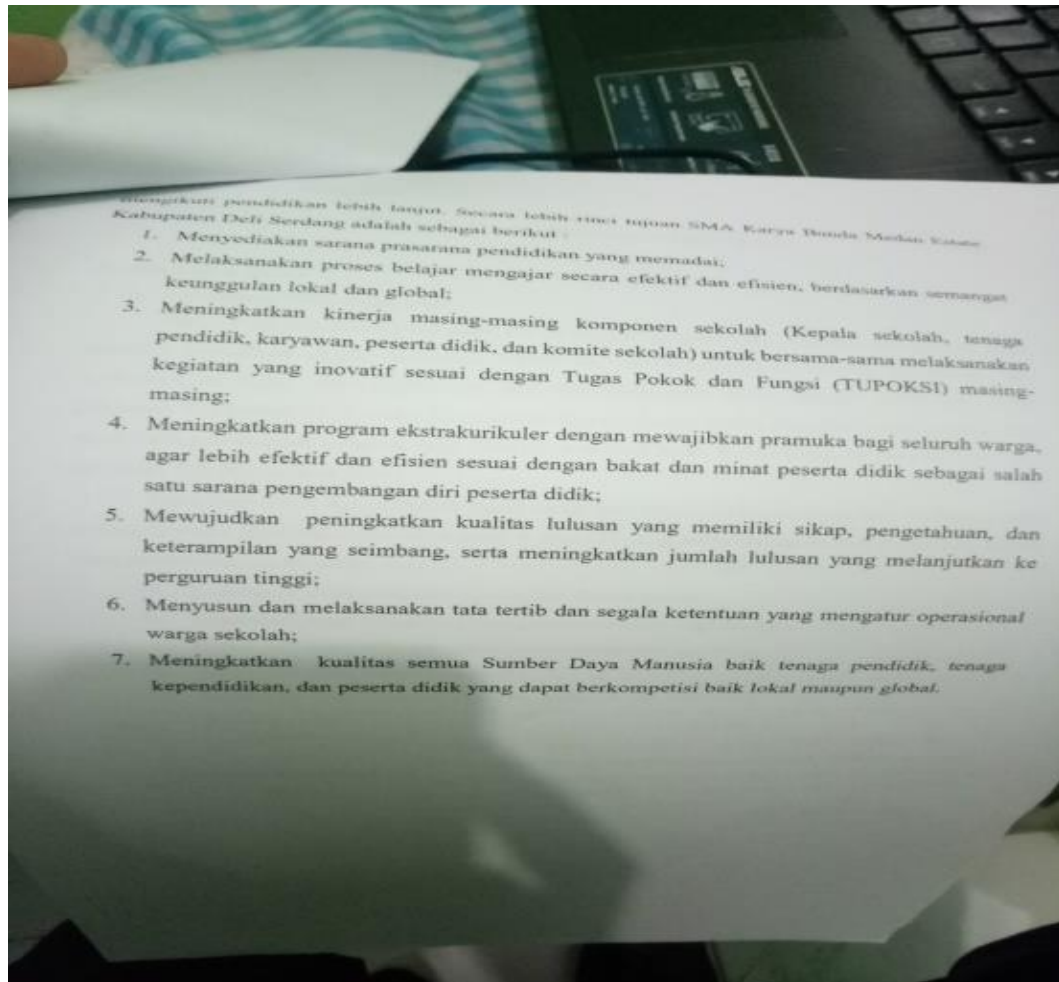 mengikuti pendidikan lebih lanjut. Secara lebih rinci tujuan SMA Karya Bunda Medan Estate
Kabupaten Deli Serdang adalah sebagai berikut :
1. Menyediakan sarana prasarana pendidikan yang memadai;
2. Melaksanakan proses belajar mengajar secara efektif dan efisien, berdasarkan semangat
keunggulan lokal dan global;
3. Meningkatkan kinerja masing-masing komponen sekolah (Kepala sekolah, tenaga
pendidik, karyawan, peserta didik, dan komite sekolah) untuk bersama-sama melaksanakan
kegiatan yang inovatif sesuai dengan Tugas Pokok dan Fungsi (TUPOKSI) masing-
masing;
4. Meningkatkan program ekstrakurikuler dengan mewajibkan pramuka bagi seluruh warga,
agar lebih efektif dan efisien sesuai dengan bakat dan minat peserta didik sebagai salah
satu sarana pengembangan diri peserta didik;
5. Mewujudkan peningkatkan kualitas lulusan yang memiliki sikap, pengetahuan, dan
keterampilan yang seimbang, serta meningkatkan jumlah lulusan yang melanjutkan ke
perguruan tinggi;
6. Menyusun dan melaksanakan tata tertib dan segala ketentuan yang mengatur operasional
warga sekolah;
7. Meningkatkan kualitas semua Sumber Daya Manusia baik tenaga pendidik, tenaga
kependidikan, dan peserta didik yang dapat berkompetisi baik lokal maupun global.